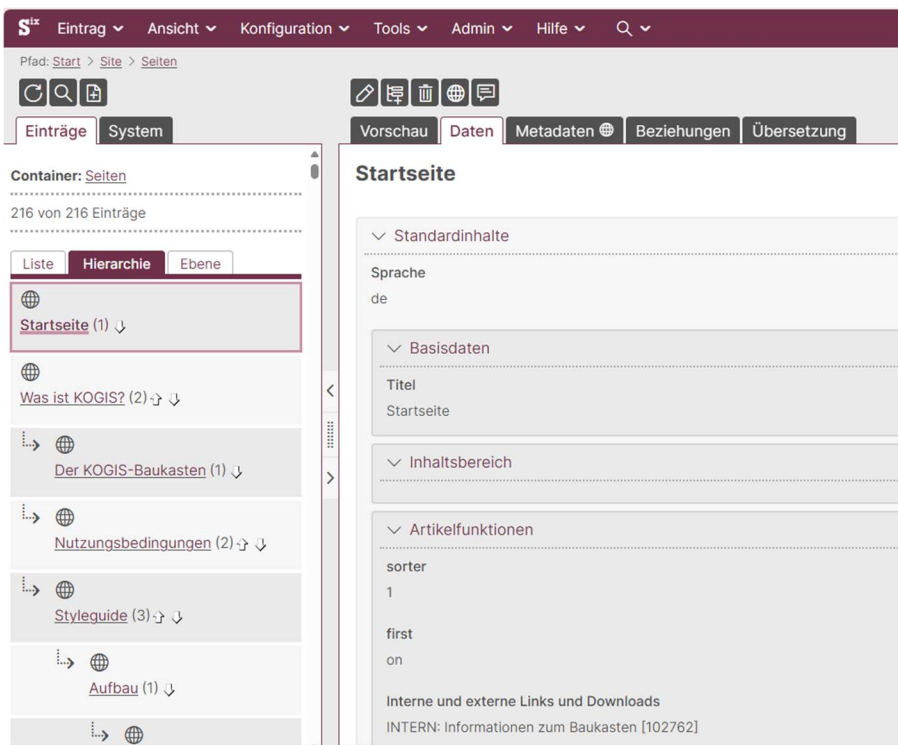 Six Eintrag Ansicht Konfiguration Tools Admin Hilfe
Pfad: Start > Site > Seiten
Einträge System
Container: Seiten
216 von 216 Einträge
Liste Hierarchie Ebene
Startseite (1)
Was ist KOGIS? (2)
Der KOGIS-Baukasten (1)
Nutzungsbedingungen (2)
Styleguide (3)
Aufbau (1)
Vorschau Daten Metadaten Beziehungen Übersetzung
Startseite
Standardinhalte
Sprache
de
Basisdaten
Titel
Startseite
Inhaltsbereich
Artikelfunktionen
sorter
1
first
on
Interne und externe Links und Downloads
INTERN: Informationen zum Baukasten [102762]